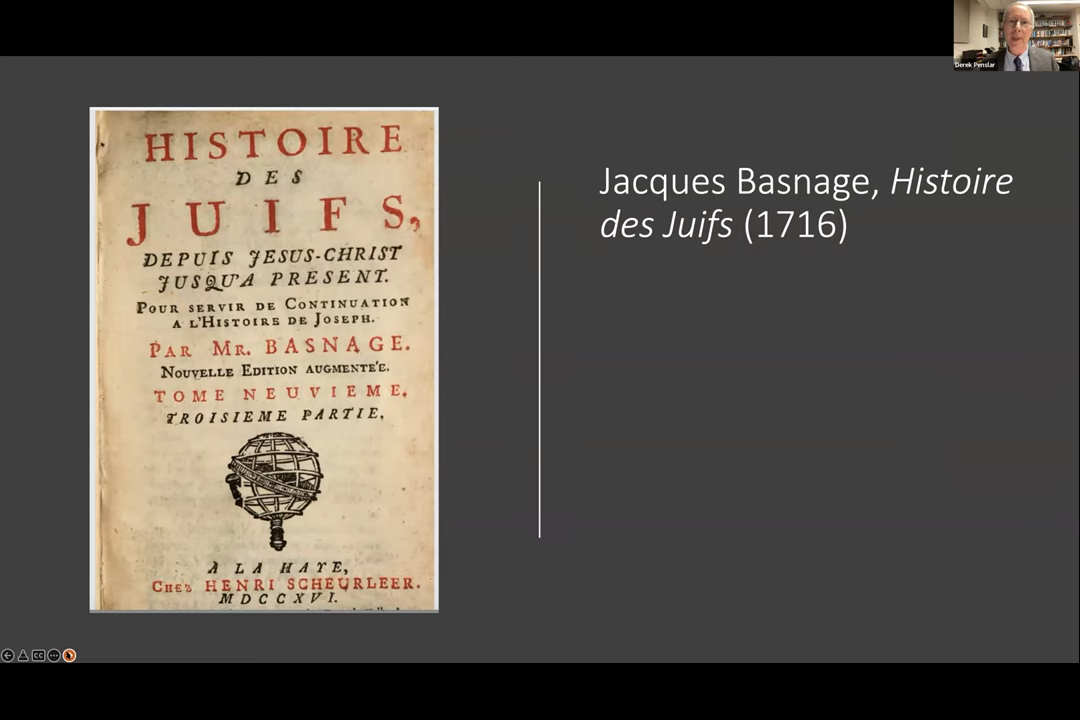 Derek Penslar
HISTOIRE
DES
JUIFS,
DEPUIS JESUS-CHRIST
JUSQU'A PRESENT.
POUR SERVIR DE CONTINUATION
A L'HISTOIRE DE JOSEPH.
PAR MR. BASNAGE.
NOUVELLE EDITION AUGMENTE'E.
TOME NEUVIEME,
TROISIEME PARTIE.
A LA HAYE,
CHEZ HENRI SCHEURLEER.
MDCCXVI.
Jacques Basnage, Histoire
des Juifs (1716)
CC